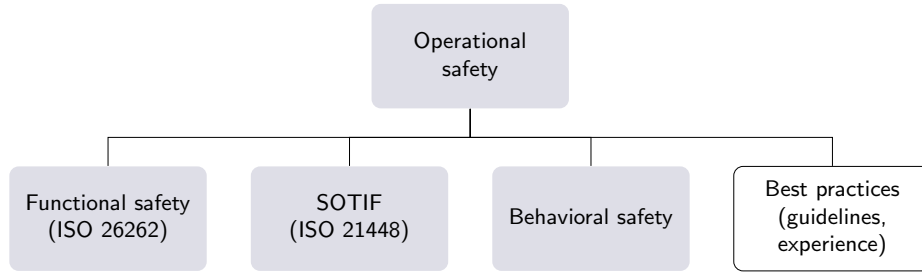 Operational
safety
Functional safety
(ISO 26262)
SOTIF
(ISO 21448)
Behavioral safety
Best practices
(guidelines,
experience)